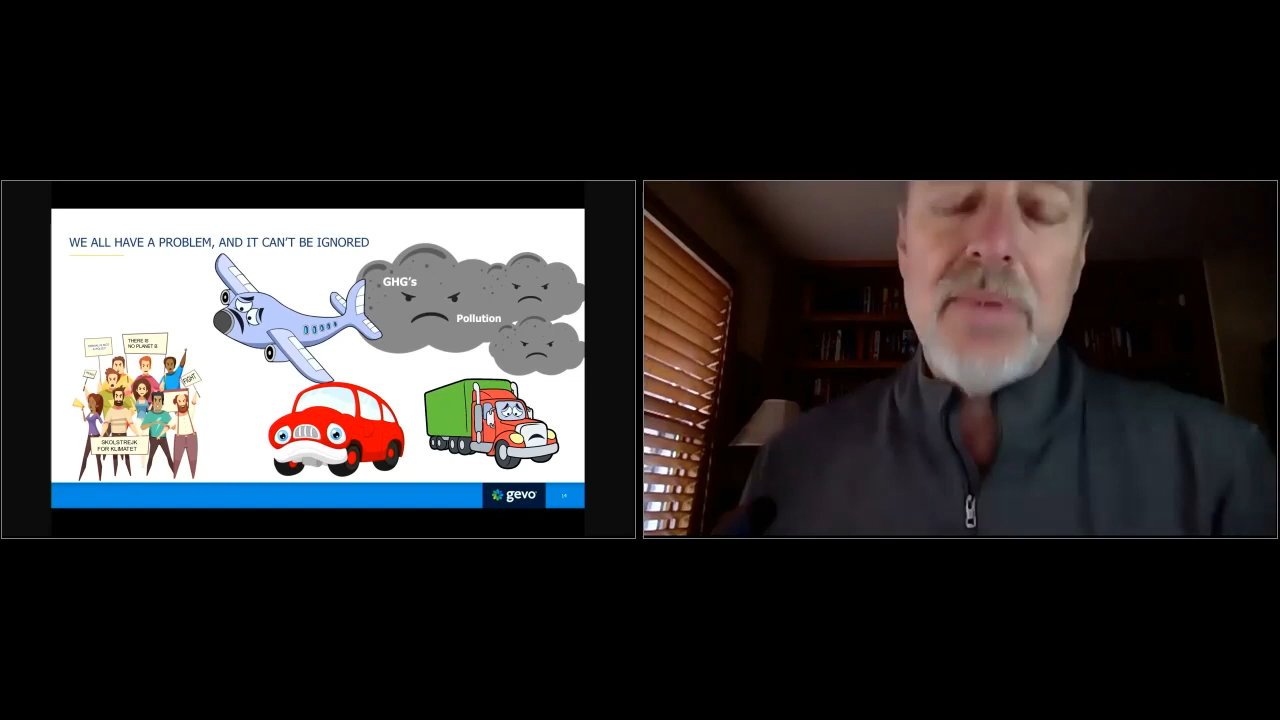 WE ALL HAVE A PROBLEM, AND IT CAN'T BE IGNORED
GHG's
Pollution
THERE IS
NO PLANET B
FIGHT
SKOLSTREJK
FOR KLIMATET
gevo